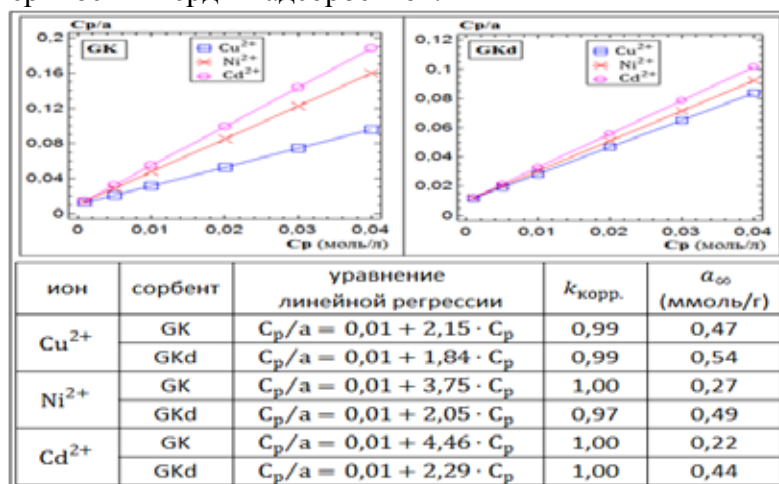 Cp/a
0,2
0,16
0,12
0,08
0,04
0
GK
Cu²⁺
Ni²⁺
Cd²⁺
0 0,01 0,02 0,03 0,04
Cp (моль/л)
Cp/a
0,12
0,1
0,08
0,06
0,04
0,02
0
GKd
Cu²⁺
Ni²⁺
Cd²⁺
0 0,01 0,02 0,03 0,04
Cp (моль/л)
ион сорбент уравнение линейной регрессии kкорр. a∞ (ммоль/г)
Cu²⁺ GK Cp/a = 0,01 + 2,15 · Cp 0,99 0,47
GKd Cp/a = 0,01 + 1,84 · Cp 0,99 0,54
Ni²⁺ GK Cp/a = 0,01 + 3,75 · Cp 1,00 0,27
GKd Cp/a = 0,01 + 2,05 · Cp 0,97 0,49
Cd²⁺ GK Cp/a = 0,01 + 4,46 · Cp 1,00 0,22
GKd Cp/a = 0,01 + 2,29 · Cp 1,00 0,44